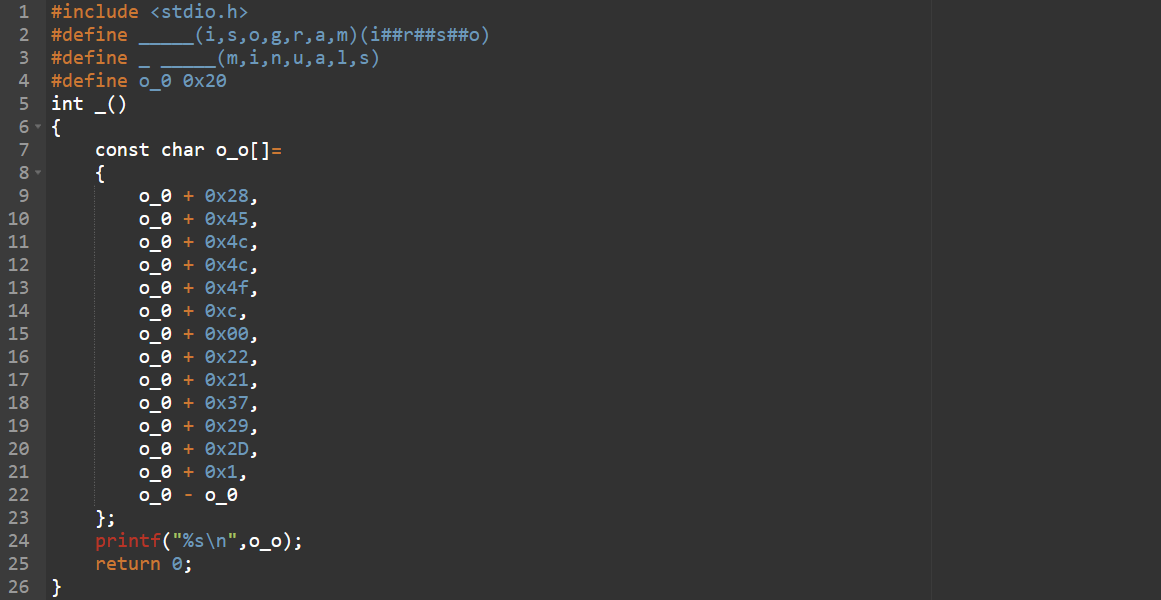 1 #include <stdio.h>
2 #define _____(i,s,o,g,r,a,m)(i##r##s##o)
3 #define _ _____(m,i,n,u,a,l,s)
4 #define o_0 0x20
5 int _()
6 {
7 const char o_o[]=
8 {
9 o_0 + 0x28,
10 o_0 + 0x45,
11 o_0 + 0x4c,
12 o_0 + 0x4c,
13 o_0 + 0x4f,
14 o_0 + 0xc,
15 o_0 + 0x00,
16 o_0 + 0x22,
17 o_0 + 0x21,
18 o_0 + 0x37,
19 o_0 + 0x29,
20 o_0 + 0x2D,
21 o_0 + 0x1,
22 o_0 - o_0
23 };
24 printf("%s\n",o_o);
25 return 0;
26 }